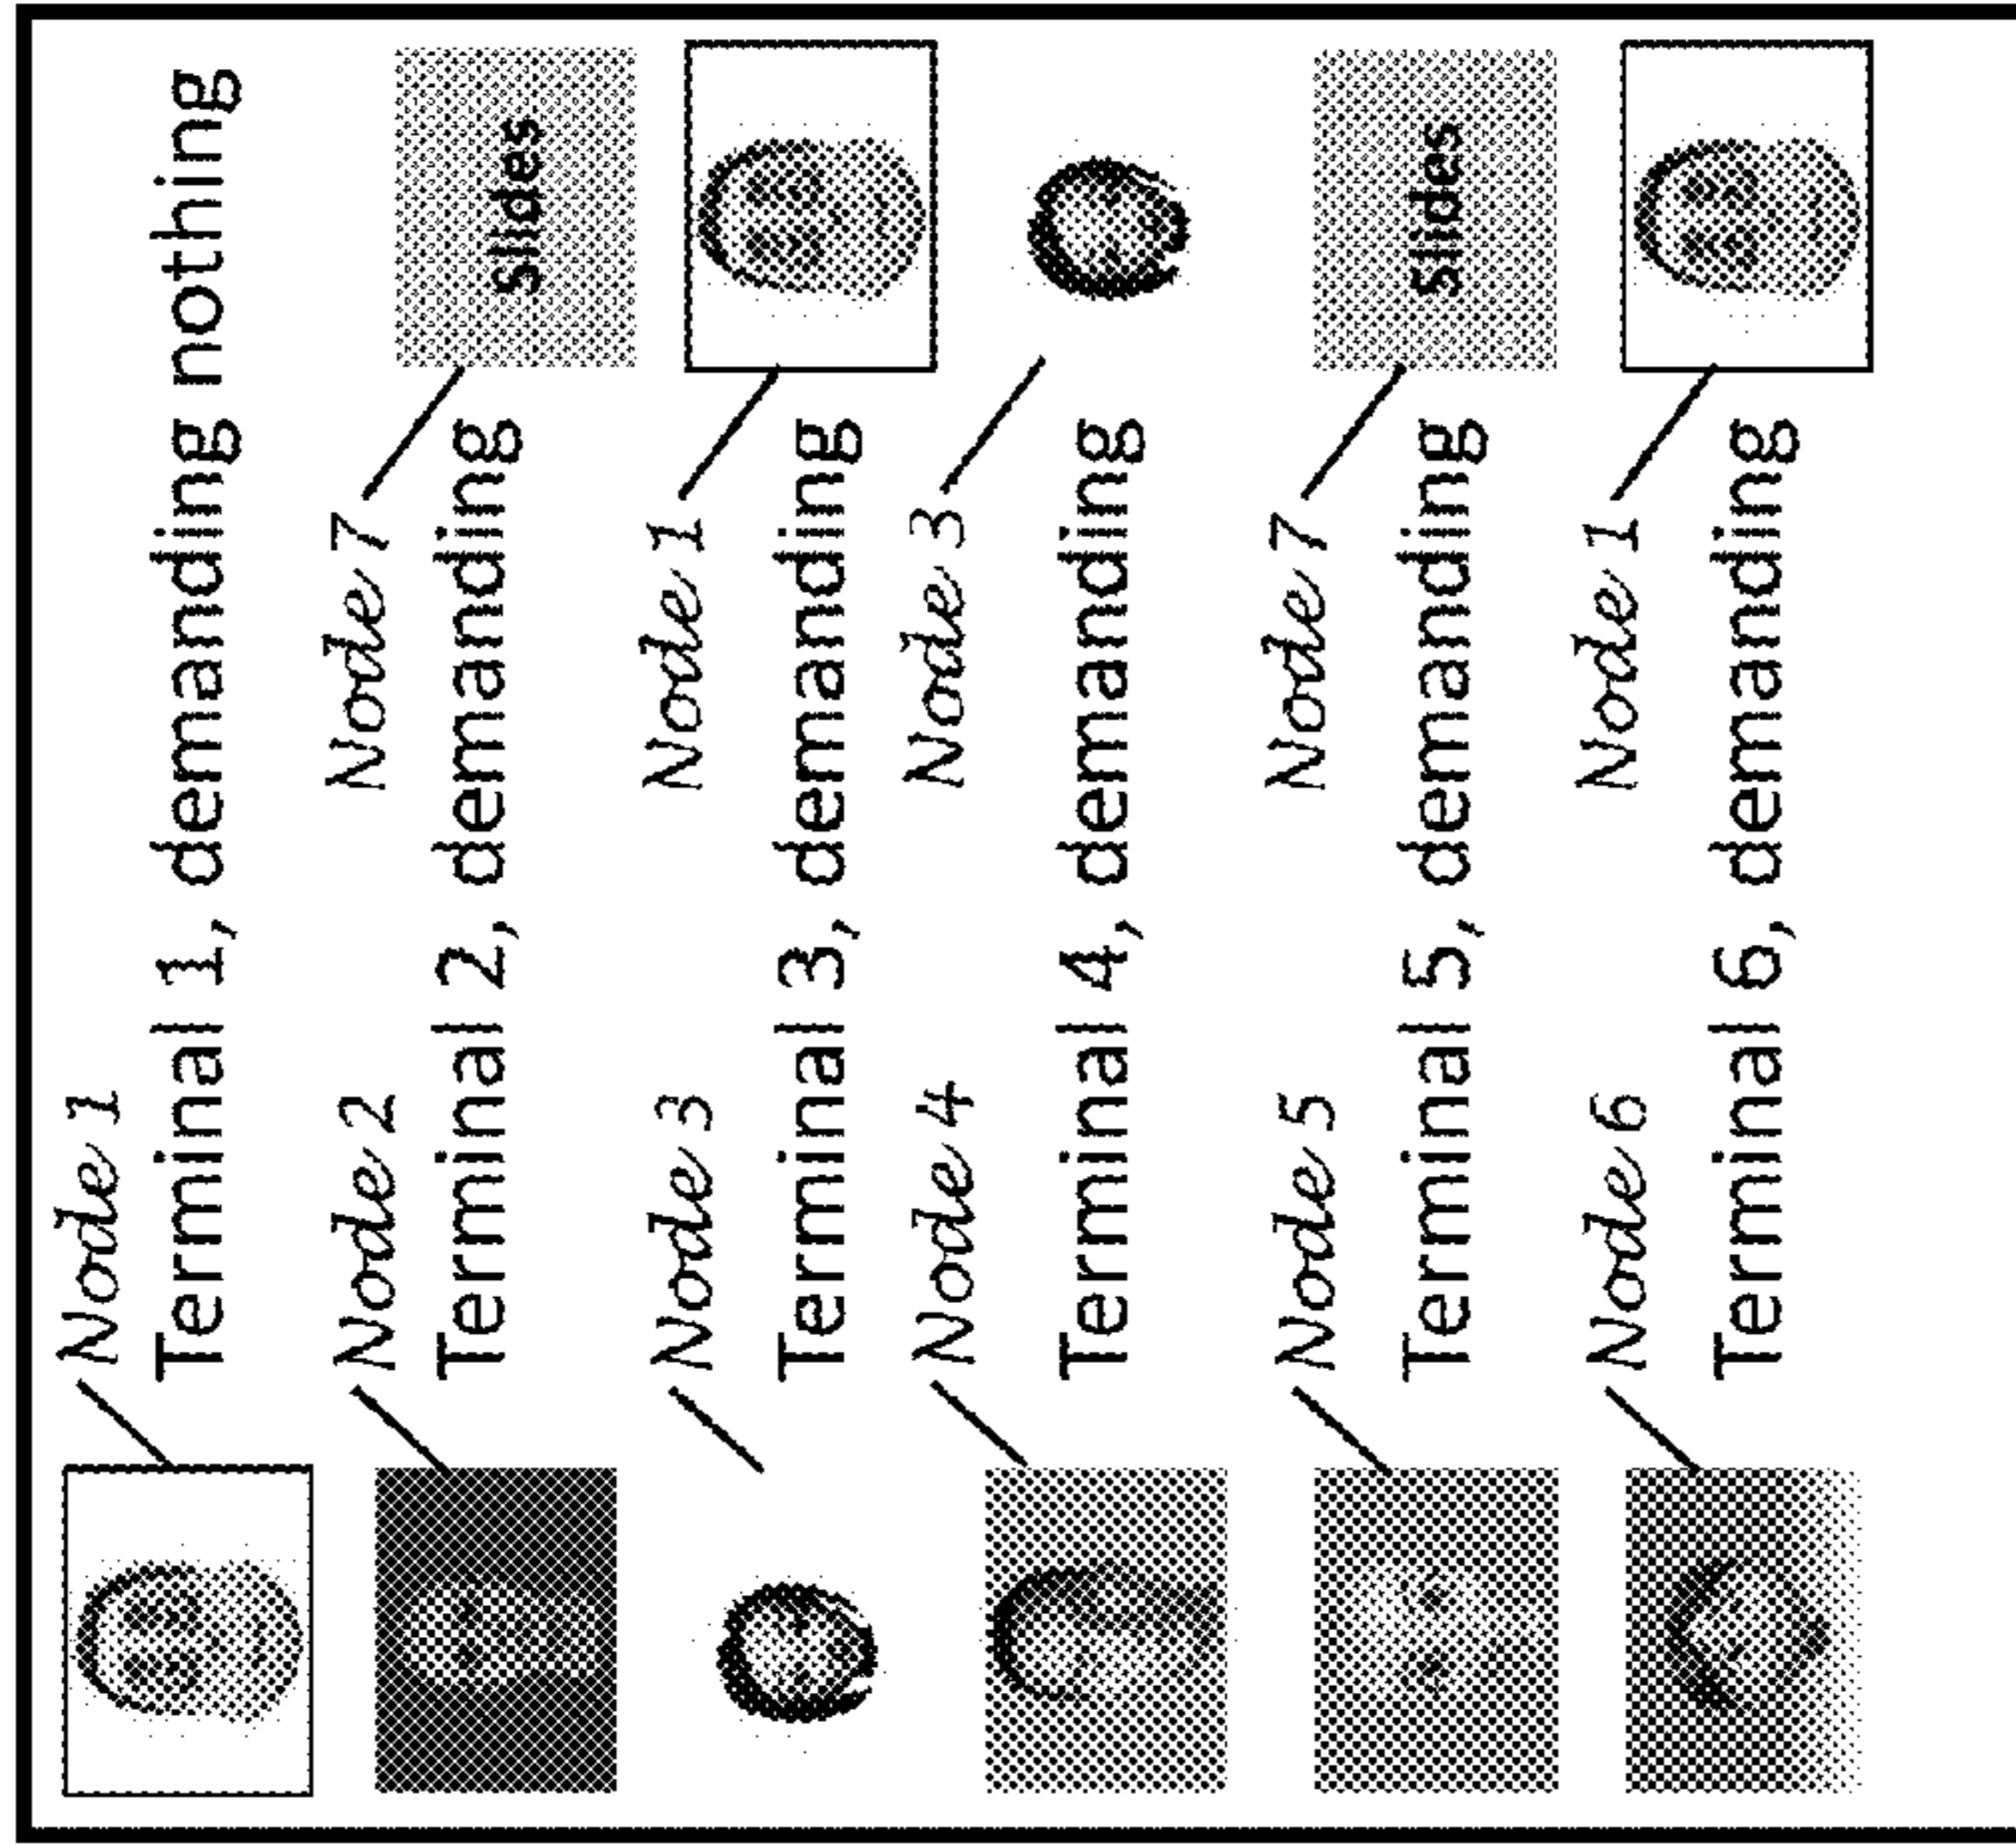 Node 1
Terminal 1, demanding nothing
Node 2 Node 7
Terminal 2, demanding Slides
Node 3 Node 1
Terminal 3, demanding
Node 4 Node 3
Terminal 4, demanding
Node 5 Node 7
Terminal 5, demanding Slides
Node 6 Node 1
Terminal 6, demanding